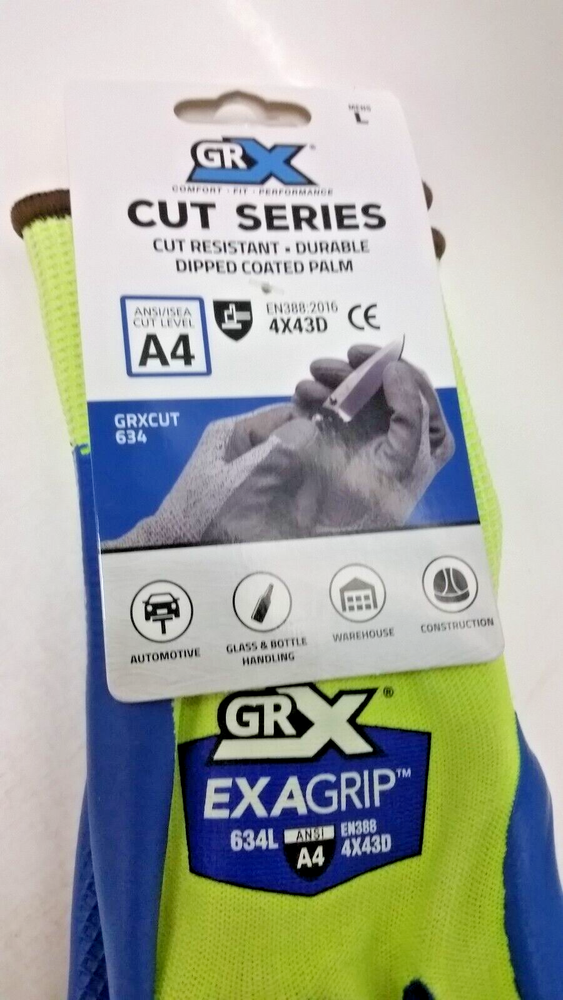 MENS
L
GRX®
COMFORT · FIT · PERFORMANCE
CUT SERIES
CUT RESISTANT • DURABLE
DIPPED COATED PALM
ANSI/ISEA
CUT LEVEL
A4
EN388:2016
4X43D
CE
GRXCUT
634
AUTOMOTIVE
GLASS & BOTTLE
HANDLING
WAREHOUSE
CONSTRUCTION
GRX®
EXAGRIP™
634L
ANSI
A4
EN388
4X43D